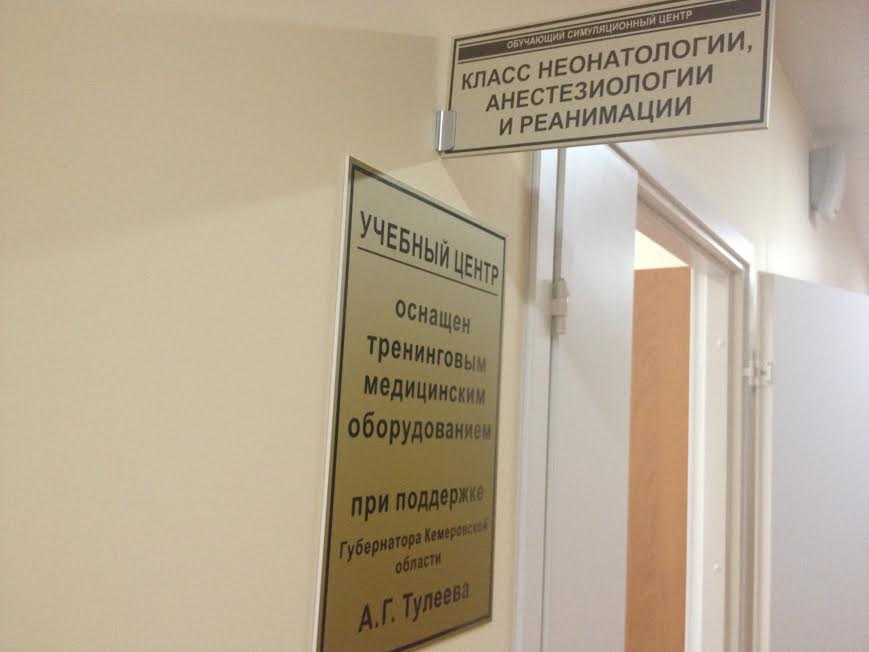 ОБУЧАЮЩИЙ СИМУЛЯЦИОННЫЙ ЦЕНТР
КЛАСС НЕОНАТОЛОГИИ,
АНЕСТЕЗИОЛОГИИ
И РЕАНИМАЦИИ
УЧЕБНЫЙ ЦЕНТР
оснащен
тренинговым
медицинским
оборудованием
при поддержке
Губернатора Кемеровской
области
А.Г. Тулеева